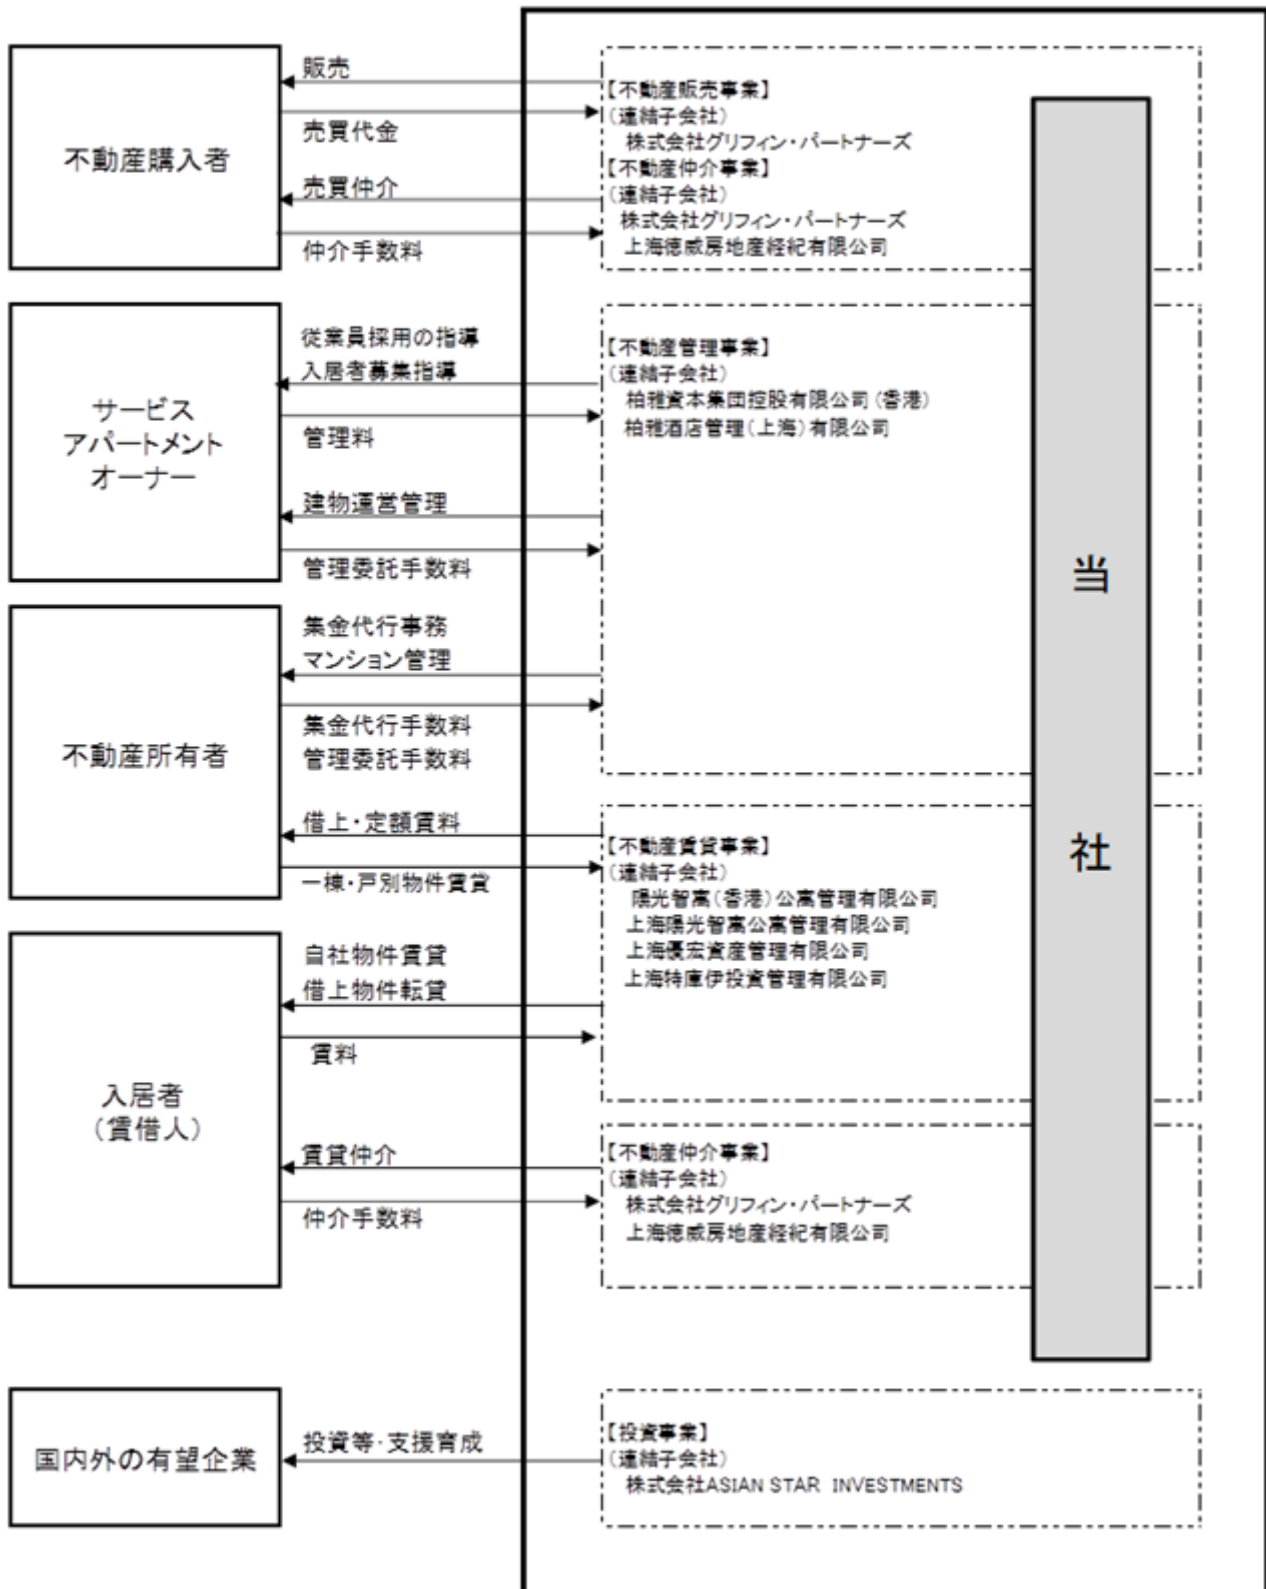 不動産購入者
販売
売買代金
売買仲介
仲介手数料
【不動産販売事業】
(連結子会社)
株式会社グリフィン・パートナーズ
【不動産仲介事業】
(連結子会社)
株式会社グリフィン・パートナーズ
上海徳威房地産経紀有限公司
サービス
アパートメント
オーナー
従業員採用の指導
入居者募集指導
管理料
建物運営管理
管理委託手数料
【不動産管理事業】
(連結子会社)
柏雅資本集団控股有限公司(香港)
柏雅酒店管理(上海)有限公司
不動産所有者
集金代行事務
マンション管理
集金代行手数料
管理委託手数料
借上・定額賃料
一棟・戸別物件賃貸
【不動産賃貸事業】
(連結子会社)
陽光智寓(香港)公寓管理有限公司
上海陽光智寓公寓管理有限公司
上海優宏資産管理有限公司
上海特庫伊投資管理有限公司
入居者
(賃借人)
自社物件賃貸
借上物件転貸
賃料
賃貸仲介
仲介手数料
【不動産仲介事業】
(連結子会社)
株式会社グリフィン・パートナーズ
上海徳威房地産経紀有限公司
当
社
国内外の有望企業
投資等・支援育成
【投資事業】
(連結子会社)
株式会社ASIAN STAR INVESTMENTS